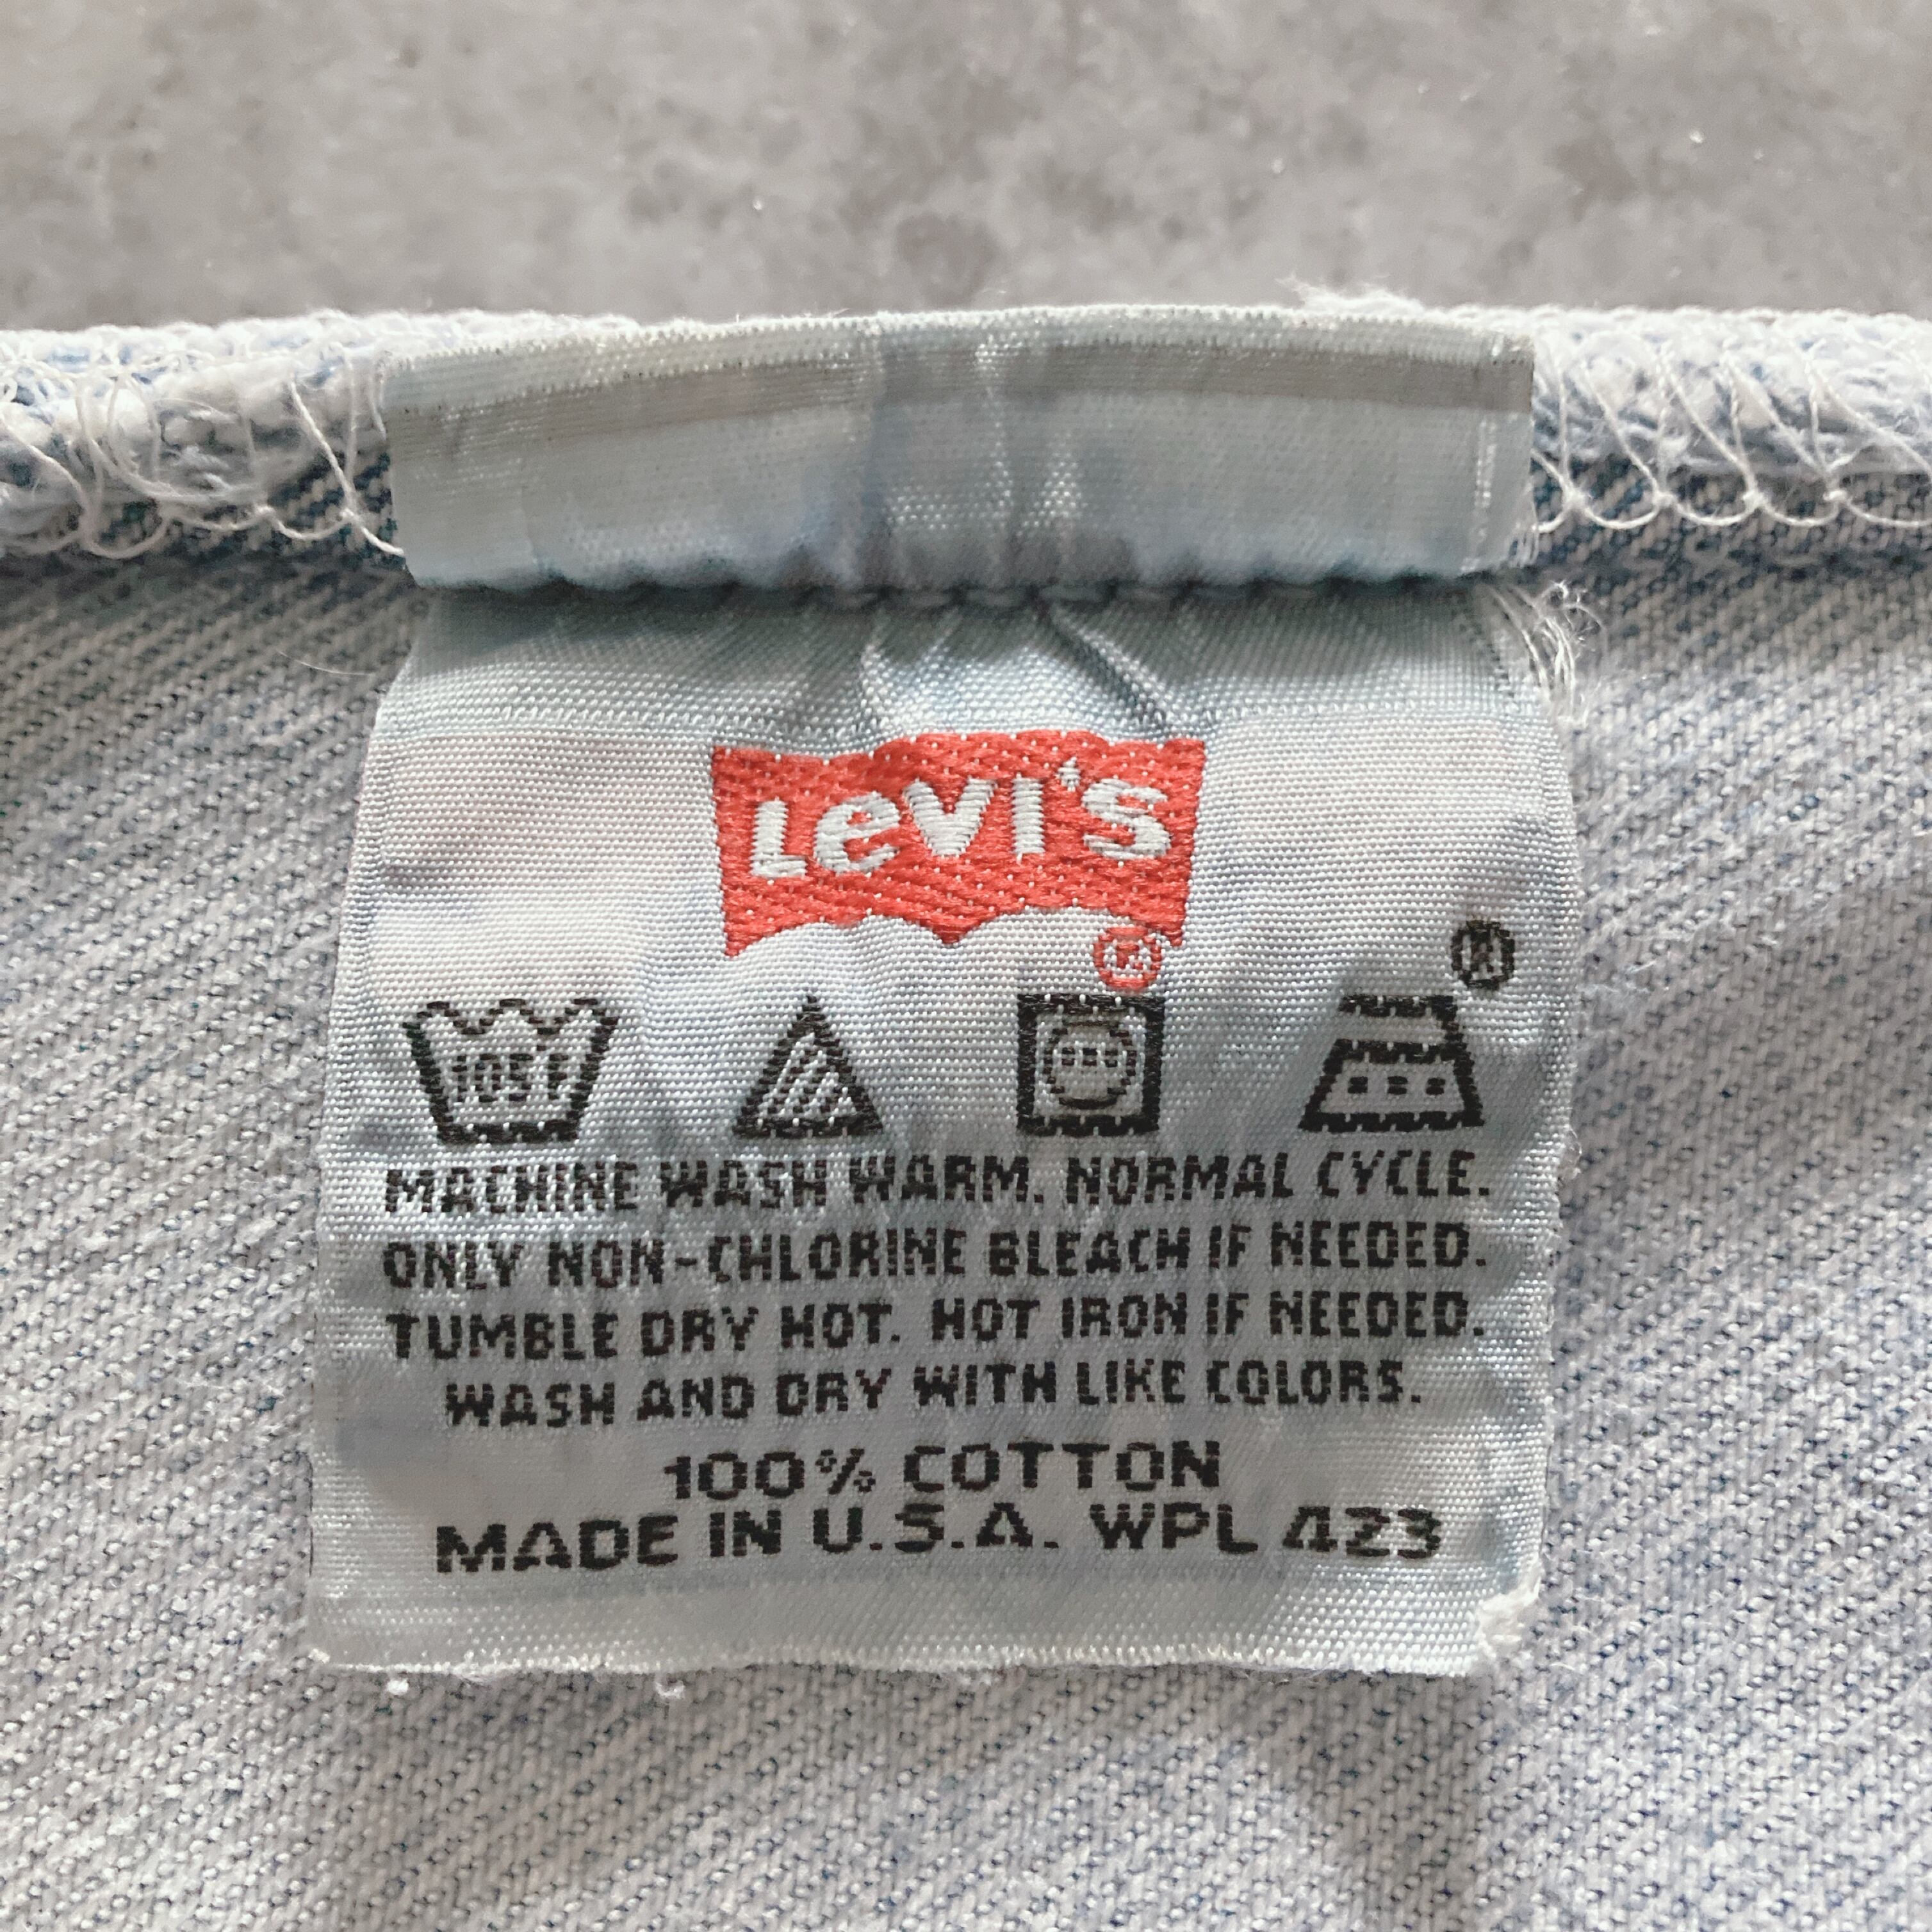 LEVI'S
®
®
105°F
MACHINE WASH WARM. NORMAL CYCLE.
ONLY NON-CHLORINE BLEACH IF NEEDED.
TUMBLE DRY HOT. HOT IRON IF NEEDED.
WASH AND DRY WITH LIKE COLORS.
100% COTTON
MADE IN U.S.A. WPL 423